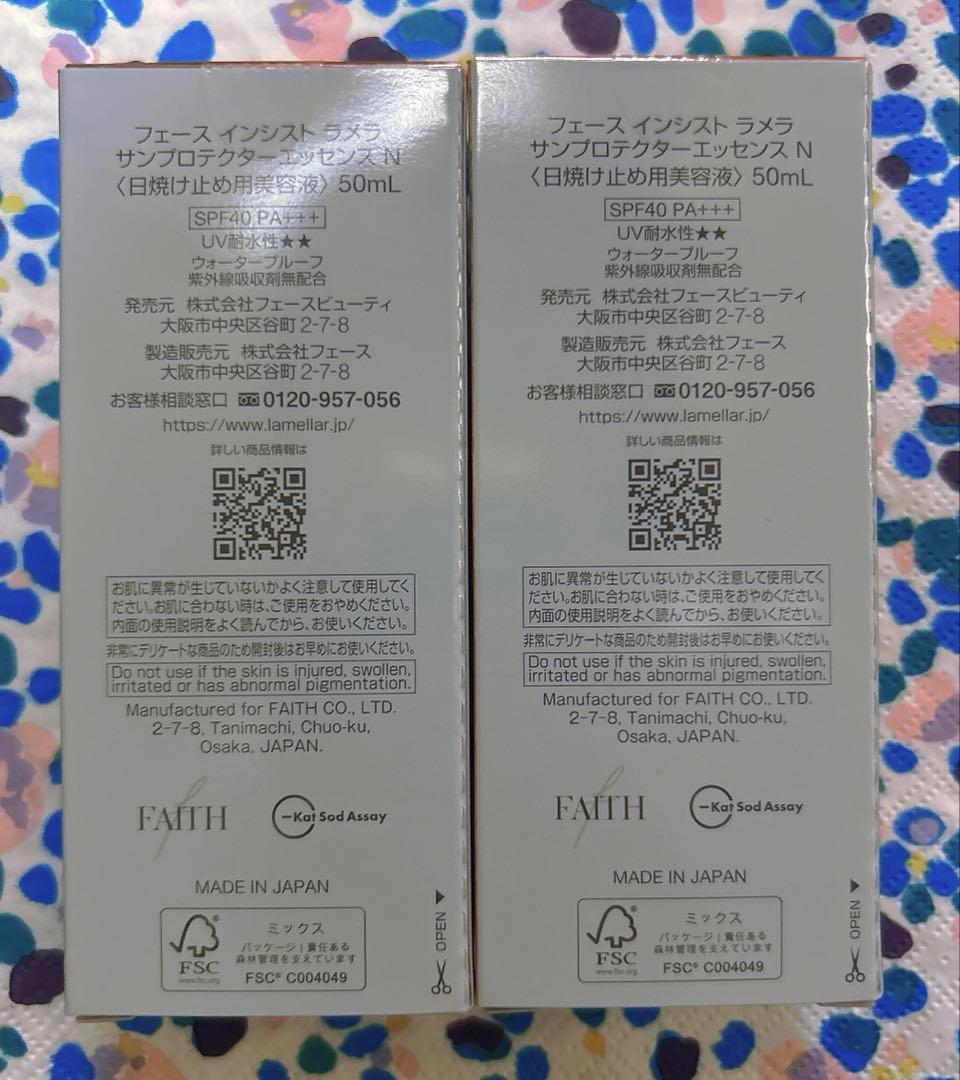 フェース インシスト ラメラ
サンプロテクターエッセンス N
〈日焼け止め用美容液〉 50mL
SPF40 PA+++
UV耐水性★★
ウォータープルーフ
紫外線吸収剤無配合
発売元 株式会社フェースビューティ
大阪市中央区谷町 2-7-8
製造販売元 株式会社フェース
大阪市中央区谷町 2-7-8
お客様相談窓口 0120-957-056
https://www.lamellar.jp/
詳しい商品情報は
お肌に異常が生じていないかよく注意して使用してく
ださい。お肌に合わない時は、ご使用をおやめください。
内面の使用説明をよく読んでから、お使いください。
非常にデリケートな商品のため開封後はお早めにお使いください。
Do not use if the skin is injured, swollen,
irritated or has abnormal pigmentation.
Manufactured for FAITH CO., LTD.
2-7-8, Tanimachi, Chuo-ku,
Osaka, JAPAN.
FAITH
Kat Sod Assay
MADE IN JAPAN
FSC®
www.fsc.org
ミックス
パッケージ | 責任ある
森林管理を支えています
FSC® C004049
OPEN
フェース インシスト ラメラ
サンプロテクターエッセンス N
〈日焼け止め用美容液〉 50mL
SPF40 PA+++
UV耐水性★★
ウォータープルーフ
紫外線吸収剤無配合
発売元 株式会社フェースビューティ
大阪市中央区谷町 2-7-8
製造販売元 株式会社フェース
大阪市中央区谷町 2-7-8
お客様相談窓口 0120-957-056
https://www.lamellar.jp/
詳しい商品情報は
お肌に異常が生じていないかよく注意して使用してく
ださい。お肌に合わない時は、ご使用をおやめください。
内面の使用説明をよく読んでから、お使いください。
非常にデリケートな商品のため開封後はお早めにお使いください。
Do not use if the skin is injured, swollen,
irritated or has abnormal pigmentation.
Manufactured for FAITH CO., LTD.
2-7-8, Tanimachi, Chuo-ku,
Osaka, JAPAN.
FAITH
Kat Sod Assay
MADE IN JAPAN
FSC®
www.fsc.org
ミックス
パッケージ | 責任ある
森林管理を支えています
FSC® C004049
OPEN